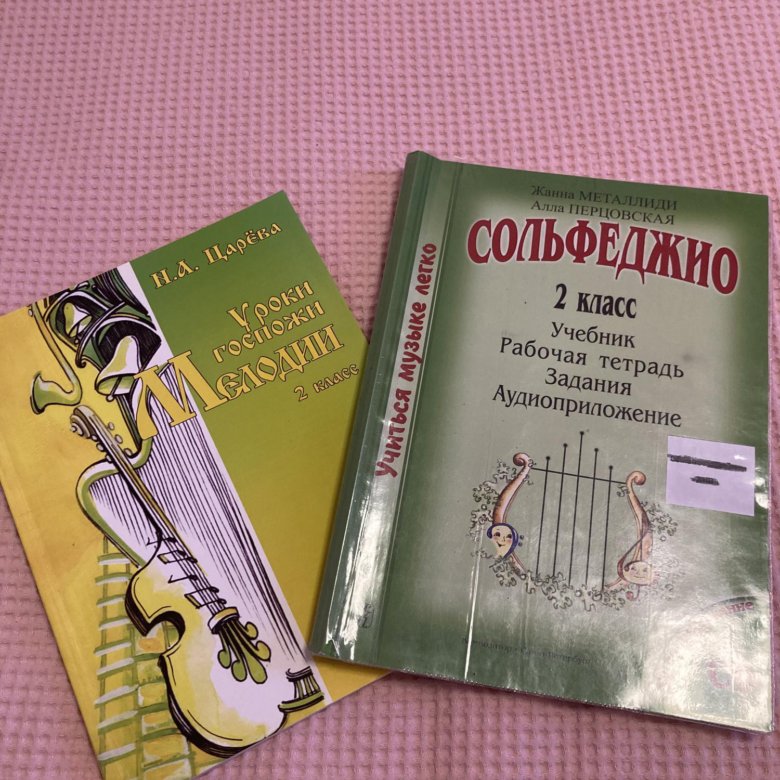 Н.А. Царёва
Уроки
госпожи
Мелодии
2 класс
Учиться музыке легко
Жанна МЕТАЛЛИДИ
Алла ПЕРЦОВСКАЯ
СОЛЬФЕДЖИО
2 класс
Учебник
Рабочая тетрадь
Задания
Аудиоприложение